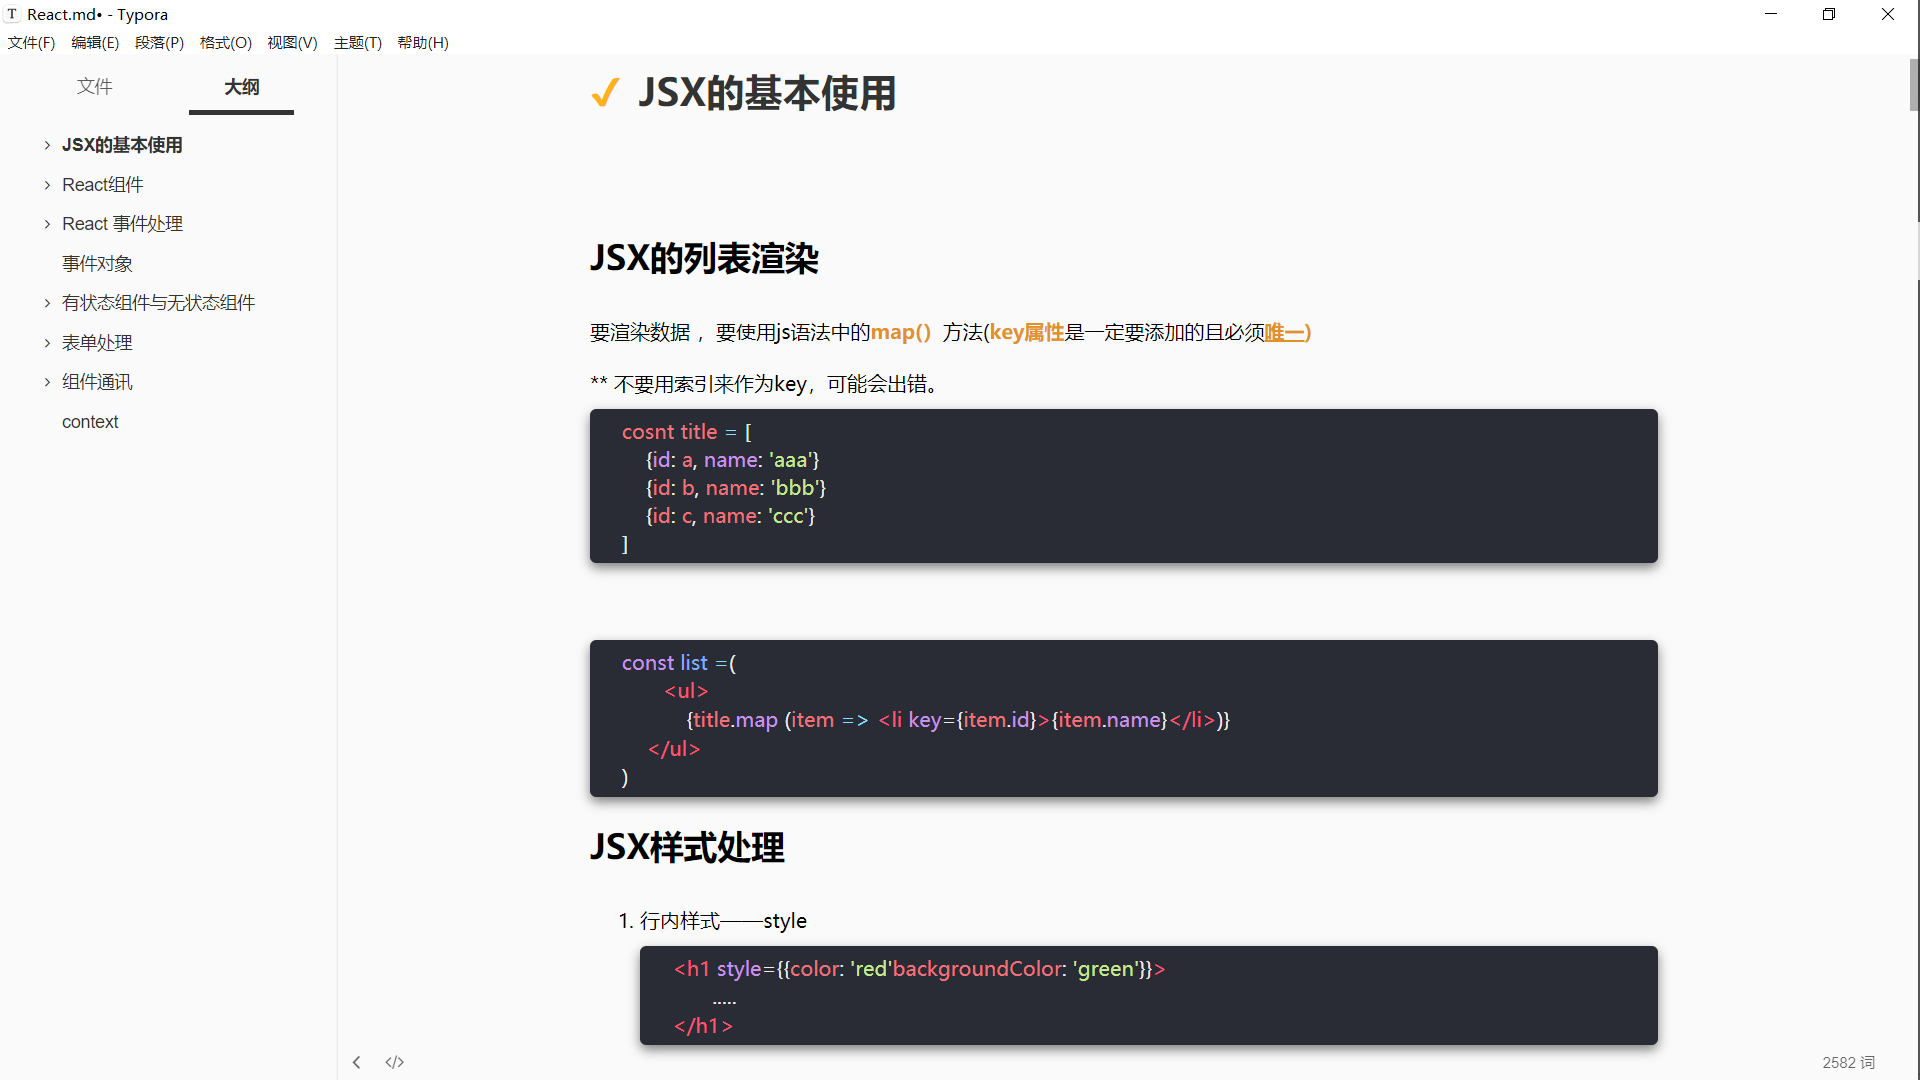 T React.md• - Typora
文件(F) 编辑(E) 段落(P) 格式(O) 视图(V) 主题(T) 帮助(H)
文件 大纲
JSX的基本使用
React组件
React 事件处理
事件对象
有状态组件与无状态组件
表单处理
组件通讯
context
✓ JSX的基本使用
JSX的列表渲染
要渲染数据 ，要使用js语法中的map（）方法(key属性是一定要添加的且必须唯一)
** 不要用索引来作为key，可能会出错。
cosnt title = [
{id: a, name: 'aaa'}
{id: b, name: 'bbb'}
{id: c, name: 'ccc'}
]
const list =(
<ul>
{title.map (item => <li key={item.id}>{item.name}</li>)}
</ul>
)
JSX样式处理
1. 行内样式——style
<h1 style={{color: 'red'backgroundColor: 'green'}}>
.....
</h1>
</>
2582 词